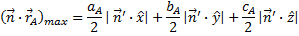 (n⃗ · r⃗_A)_max = a_A/2 |n⃗′ · x̂| + b_A/2 |n⃗′ · ŷ| + c_A/2 |n⃗′ · ẑ|